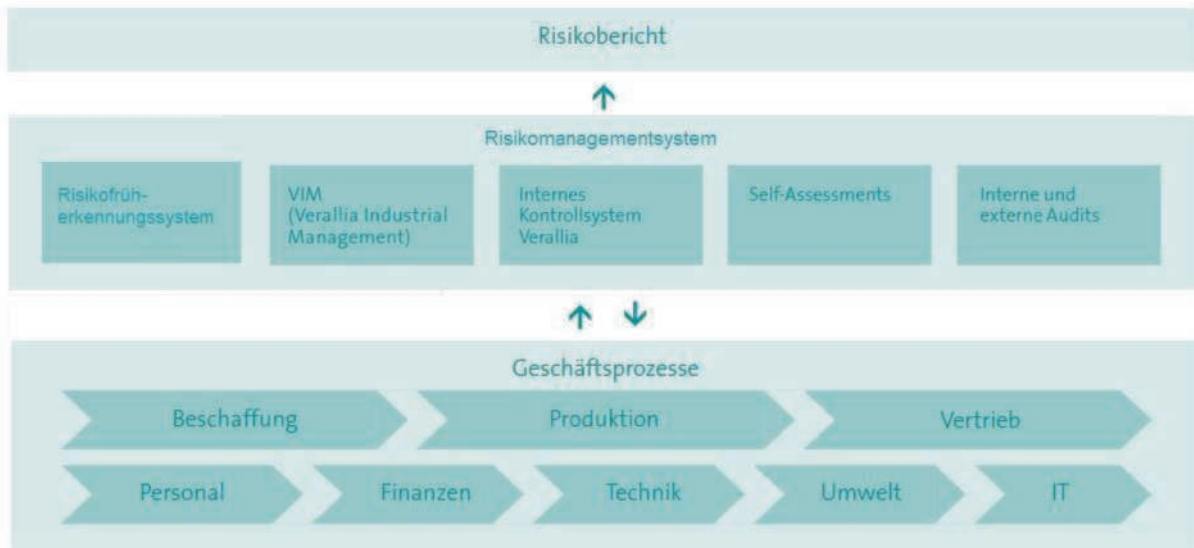 Risikobericht
Risikomanagementsystem
Risikofrüh-
erkennungssystem
VIM
(Verallia Industrial
Management)
Internes
Kontrollsystem
Verallia
Self-Assessments
Interne und
externe Audits
Geschäftsprozesse
Beschaffung
Produktion
Vertrieb
Personal
Finanzen
Technik
Umwelt
IT